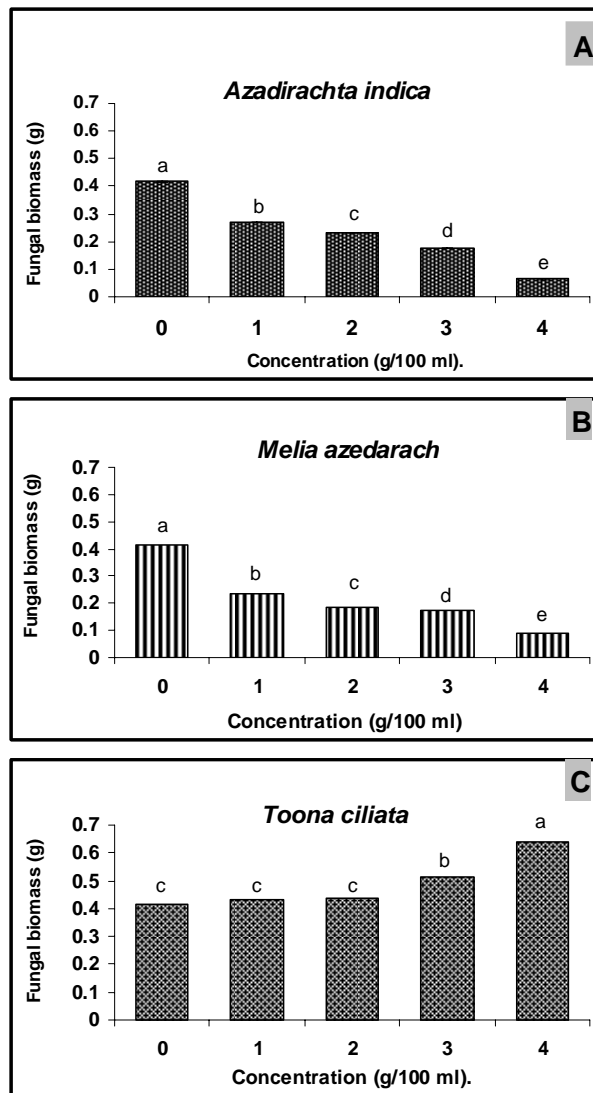 A
Azadirachta indica
Fungal biomass (g)
0.7
0.6
0.5
0.4
0.3
0.2
0.1
0
a
b
c
d
e
0 1 2 3 4
Concentration (g/100 ml).
B
Melia azedarach
Fungal biomass (g)
0.7
0.6
0.5
0.4
0.3
0.2
0.1
0
a
b
c
d
e
0 1 2 3 4
Concentration (g/100 ml)
C
Toona ciliata
Fungal biomass (g)
0.7
0.6
0.5
0.4
0.3
0.2
0.1
0
c
c
c
b
a
0 1 2 3 4
Concentration (g/100 ml).